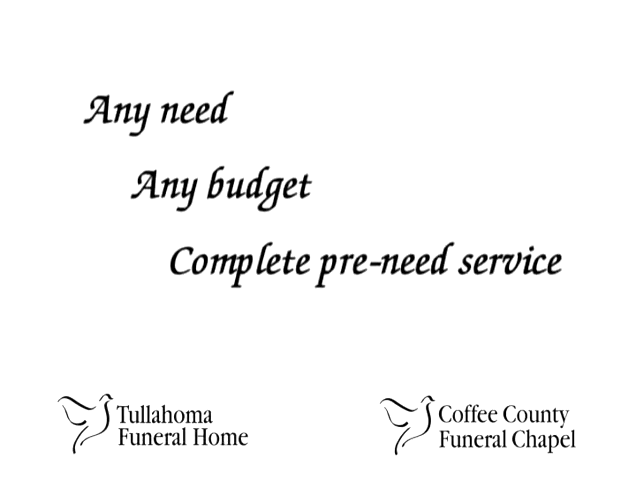 Any need
Any budget
Complete pre-need service
Tullahoma
Funeral Home
Coffee County
Funeral Chapel